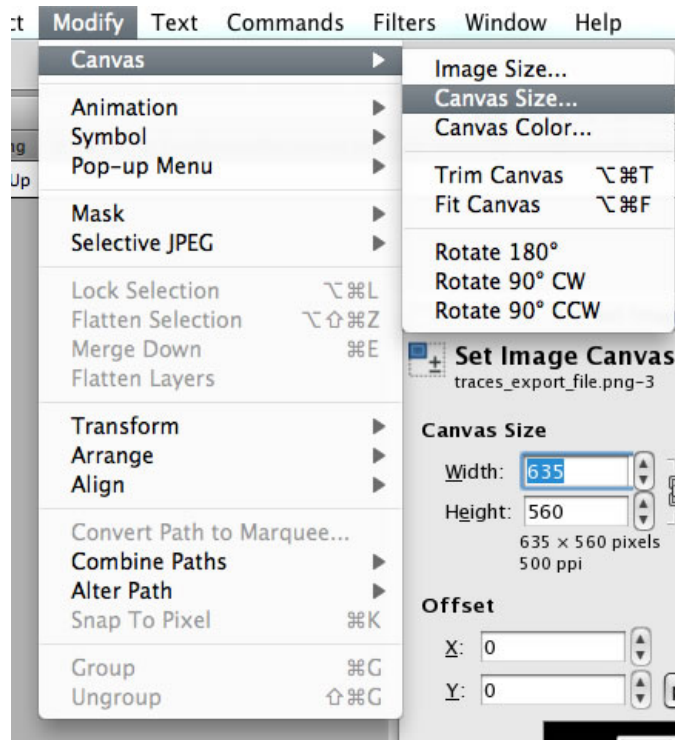 ct Modify Text Commands Filters Window Help
Canvas
Animation
Symbol
Pop-up Menu
Mask
Selective JPEG
Lock Selection ⌥⌘L
Flatten Selection ⌥⇧⌘Z
Merge Down ⌘E
Flatten Layers
Transform
Arrange
Align
Convert Path to Marquee...
Combine Paths
Alter Path
Snap To Pixel ⌘K
Group ⌘G
Ungroup ⇧⌘G
Image Size...
Canvas Size...
Canvas Color...
Trim Canvas ⌥⌘T
Fit Canvas ⌥⌘F
Rotate 180°
Rotate 90° CW
Rotate 90° CCW
ng
Up
Set Image Canvas
traces_export_file.png-3
Canvas Size
Width: 635
Height: 560
635 × 560 pixels
500 ppi
Offset
X: 0
Y: 0